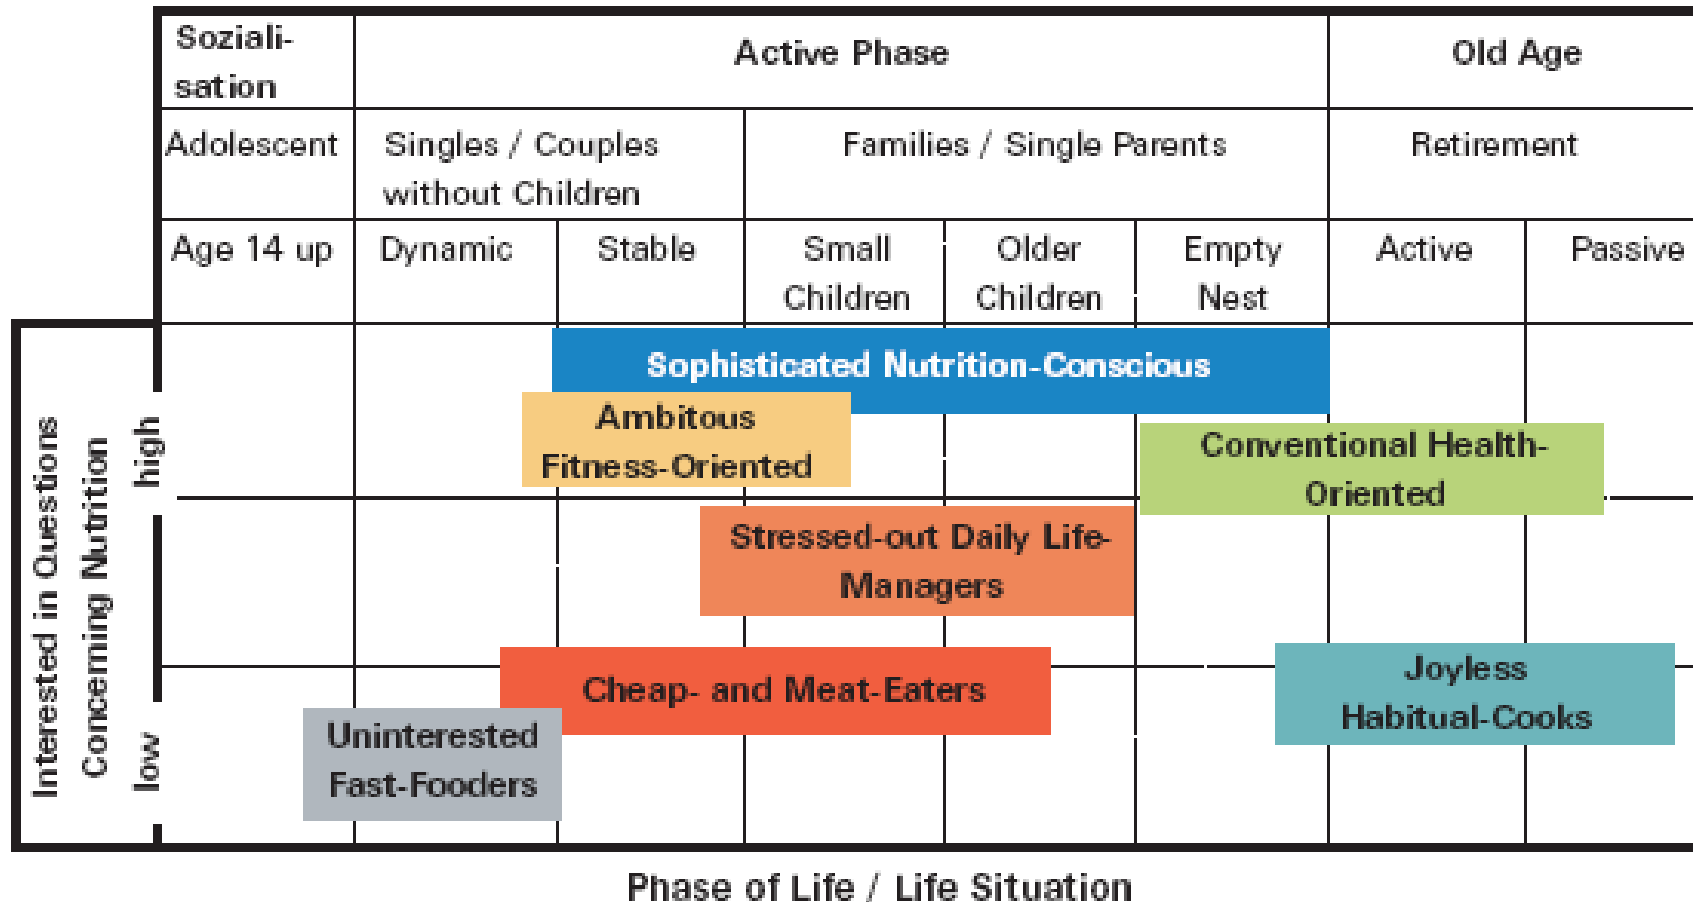 Soziali-
sation
Active Phase
Old Age
Adolescent
Singles / Couples
without Children
Families / Single Parents
Retirement
Age 14 up
Dynamic
Stable
Small
Children
Older
Children
Empty
Nest
Active
Passive
Interested in Questions
Concerning Nutrition
high
low
Sophisticated Nutrition-Conscious
Ambitous
Fitness-Oriented
Conventional Health-
Oriented
Stressed-out Daily Life-
Managers
Cheap- and Meat-Eaters
Joyless
Habitual-Cooks
Uninterested
Fast-Fooders
Phase of Life / Life Situation